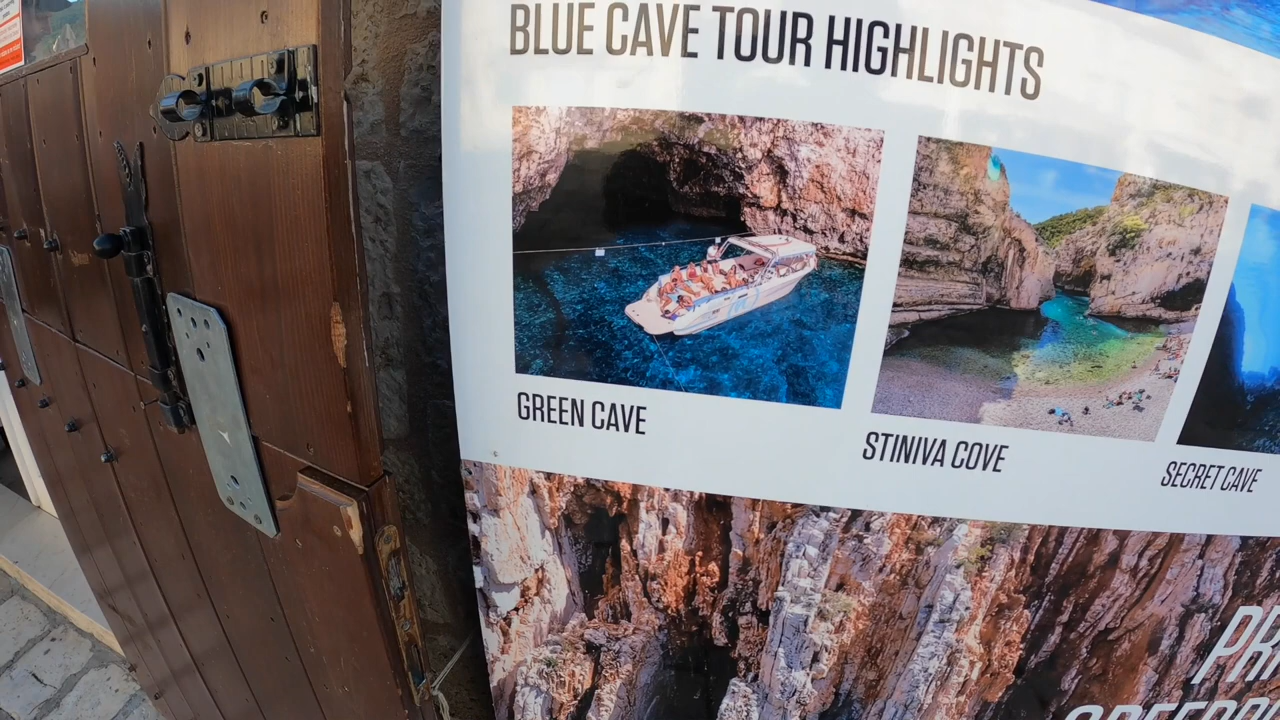 BLUE CAVE TOUR HIGHLIGHTS
GREEN CAVE
STINIVA COVE
SECRET CAVE